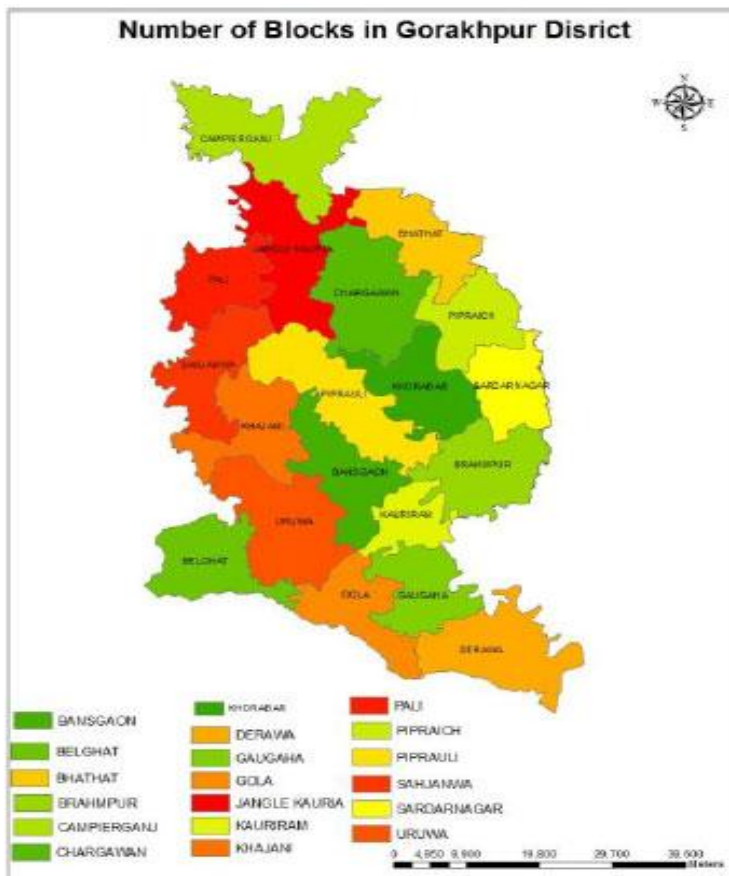 Number of Blocks in Gorakhpur Disrict
N
W
E
S
CAMPIERGANJ
BHATHAT
JANGLE KAURIA
PALI
CHARGAWAN
PIPRAICH
SAHJANWA
PIPRAULI
KHORABAR
SARDARNAGAR
KHAJANI
BANSGAON
BRAHMPUR
URUWA
KAURIRAM
BELGHAT
GOLA
GAUGAHA
DERAWA
BANSGAON
BELGHAT
BHATHAT
BRAHMPUR
CAMPIERGANJ
CHARGAWAN
KHORABAR
DERAWA
GAUGAHA
GOLA
JANGLE KAURIA
KAURIRAM
KHAJANI
PALI
PIPRAICH
PIPRAULI
SAHJANWA
SARDARNAGAR
URUWA
0 4,950 9,900 19,800 29,700 39,600
Meters